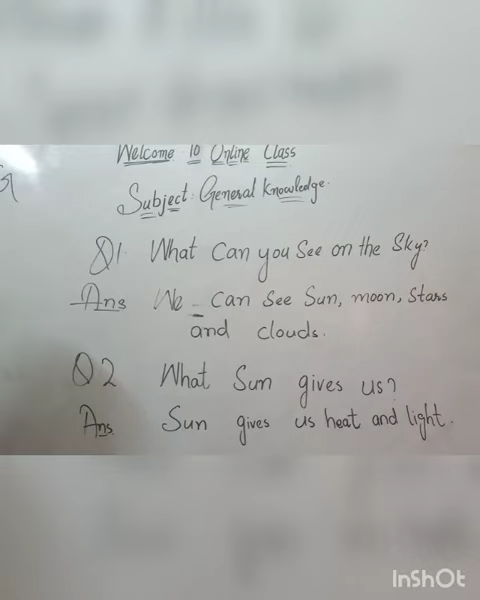 Welcome to Online Class
Subject: General Knowledge.
Q1 What Can you See on the Sky?
Ans We can see Sun, moon, Stars
and clouds.
Q2 What Sun gives us?
Ans. Sun gives us heat and light.
InShOt